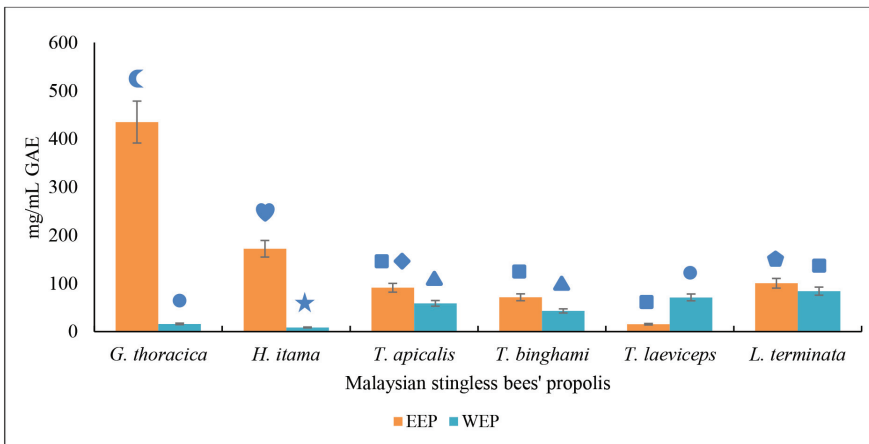 600
500
400
300
200
100
0
mg/mL GAE
G. thoracica H. itama T. apicalis T. binghami T. laeviceps L. terminata
Malaysian stingless bees' propolis
EEP WEP